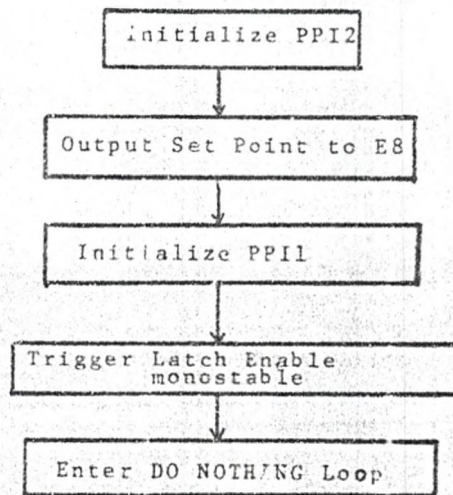 Initialize PPI2
Output Set Point to E8
Initialize PPI1
Trigger Latch Enable
monostable
Enter DO NOTHING Loop